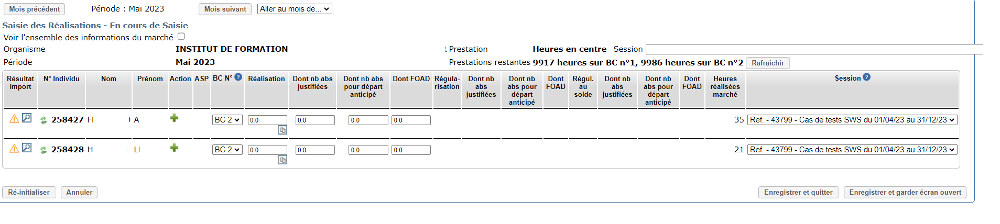 Mois précédent Période : Mai 2023 Mois suivant Aller au mois de...
Saisie des Réalisations - En cours de Saisie
Voir l'ensemble des informations du marché
Organisme INSTITUT DE FORMATION Prestation Heures en centre Session
Période Mai 2023 Prestations restantes 9917 heures sur BC n°1, 9986 heures sur BC n°2 Rafraîchir
Résultat import N° Individu Nom Prénom Action ASP BC N° ? Réalisation Dont nb abs justifiées Dont nb abs pour départ anticipé Dont FOAD Régula-risation Dont nb abs justifiées Dont nb abs pour départ anticipé Dont FOAD Régul. au solde Dont nb abs justifiées Dont nb abs pour départ anticipé Dont FOAD Heures réalisées marché Session ?
258427 A BC 2 0.0 0.0 0.0 0.0 35 Ref. - 43799 - Cas de tests SWS du 01/04/23 au 31/12/23
258428 H BC 2 0.0 0.0 0.0 0.0 21 Ref. - 43799 - Cas de tests SWS du 01/04/23 au 31/12/23
Ré-initialiser Annuler Enregistrer et quitter Enregistrer et garder écran ouvert